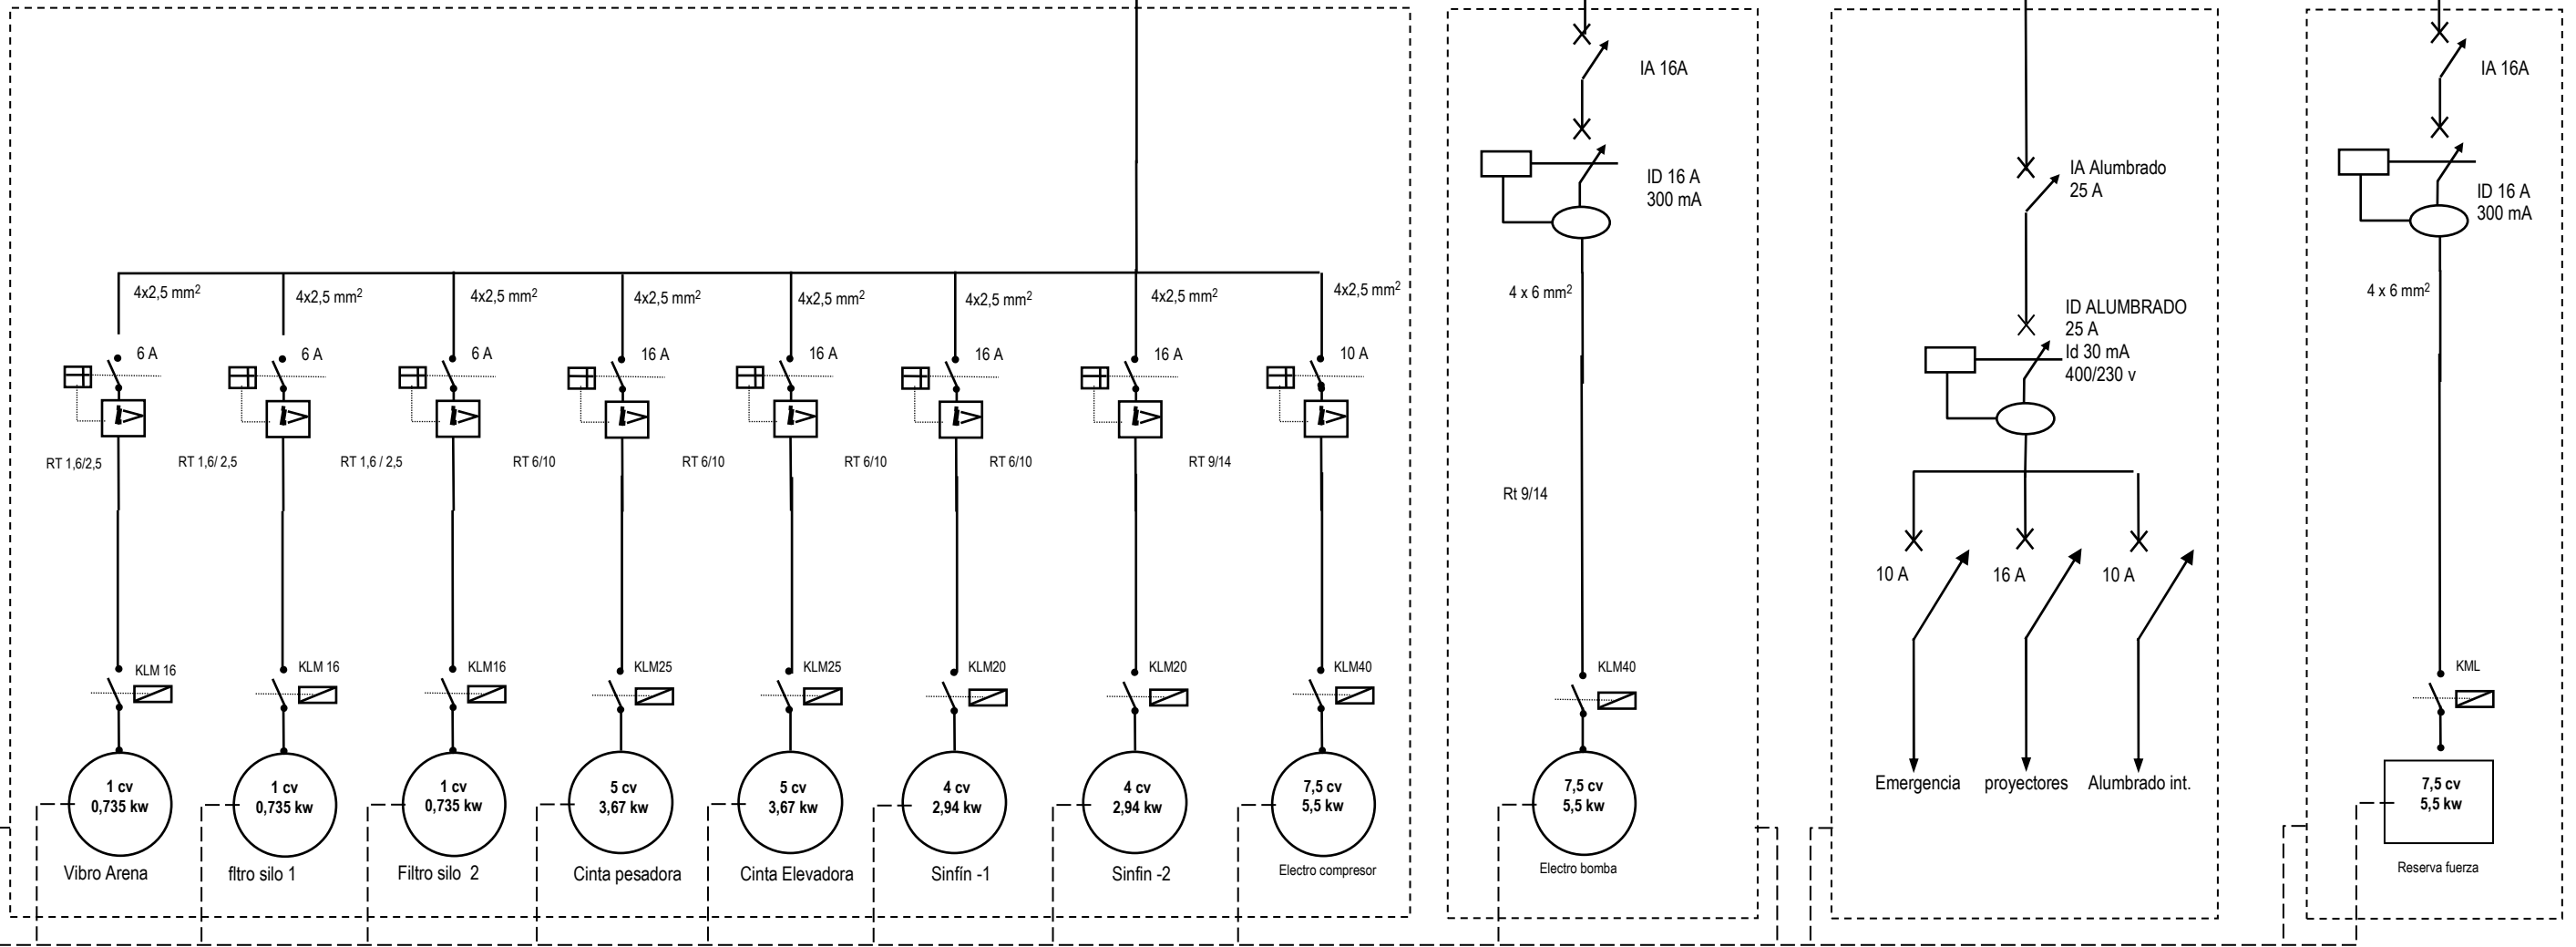 4x2,5 mm²
4x2,5 mm²
4x2,5 mm²
4x2,5 mm²
4x2,5 mm²
4x2,5 mm²
4x2,5 mm²
4x2,5 mm²
6 A
6 A
6 A
16 A
16 A
16 A
16 A
10 A
RT 1,6/2,5
RT 1,6/ 2,5
RT 1,6 / 2,5
RT 6/10
RT 6/10
RT 6/10
RT 6/10
RT 9/14
KLM 16
KLM 16
KLM16
KLM25
KLM25
KLM20
KLM20
KLM40
1 cv
0,735 kw
Vibro Arena
1 cv
0,735 kw
fltro silo 1
1 cv
0,735 kw
Filtro silo 2
5 cv
3,67 kw
Cinta pesadora
5 cv
3,67 kw
Cinta Elevadora
4 cv
2,94 kw
Sinfín -1
4 cv
2,94 kw
Sinfin -2
7,5 cv
5,5 kw
Electro compresor
IA 16A
ID 16 A
300 mA
4 x 6 mm²
Rt 9/14
KLM40
7,5 cv
5,5 kw
Electro bomba
IA Alumbrado
25 A
ID ALUMBRADO
25 A
Id 30 mA
400/230 v
10 A
16 A
10 A
Emergencia
proyectores
Alumbrado int.
IA 16A
ID 16 A
300 mA
4 x 6 mm²
KML
7,5 cv
5,5 kw
Reserva fuerza